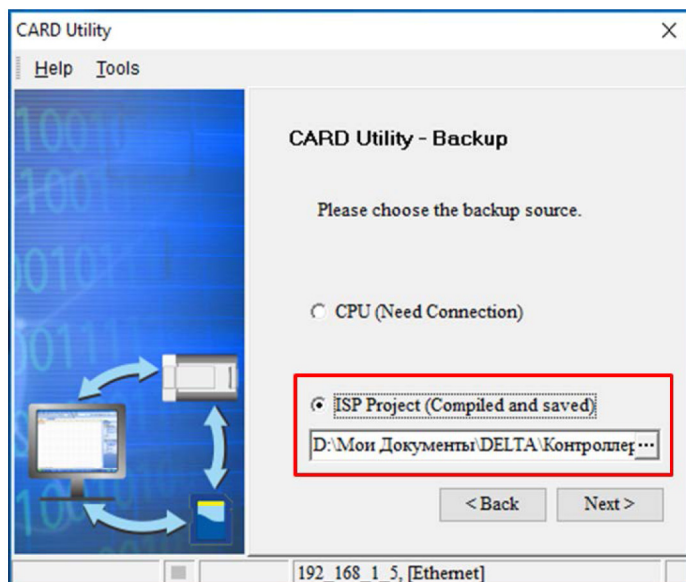 CARD Utility
Help Tools
CARD Utility - Backup
Please choose the backup source.
CPU (Need Connection)
ISP Project (Compiled and saved)
D:\Мои Документы\DELTA\Контроллер ...
< Back Next >
192_168_1_5, [Ethernet]